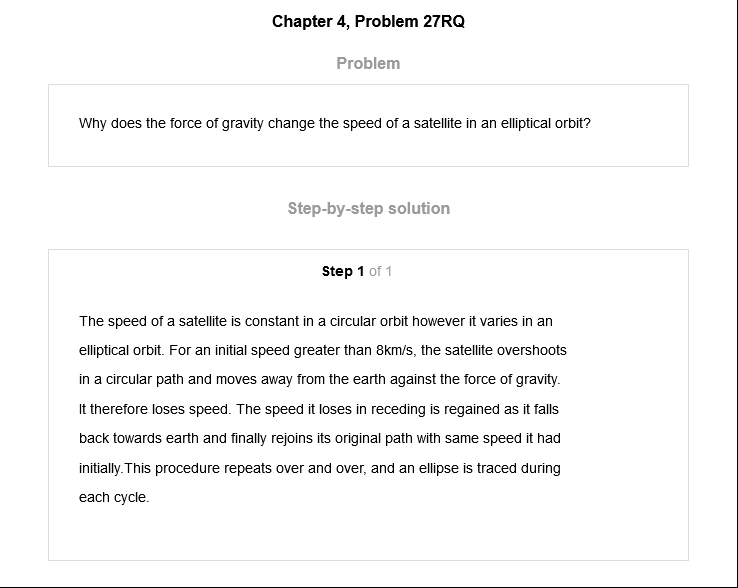 Chapter 4, Problem 27RQ
Problem
Why does the force of gravity change the speed of a satellite in an elliptical orbit?
Step-by-step solution
Step 1 of 1
The speed of a satellite is constant in a circular orbit however it varies in an
elliptical orbit. For an initial speed greater than 8km/s, the satellite overshoots
in a circular path and moves away from the earth against the force of gravity.
It therefore loses speed. The speed it loses in receding is regained as it falls
back towards earth and finally rejoins its original path with same speed it had
initially.This procedure repeats over and over, and an ellipse is traced during
each cycle.